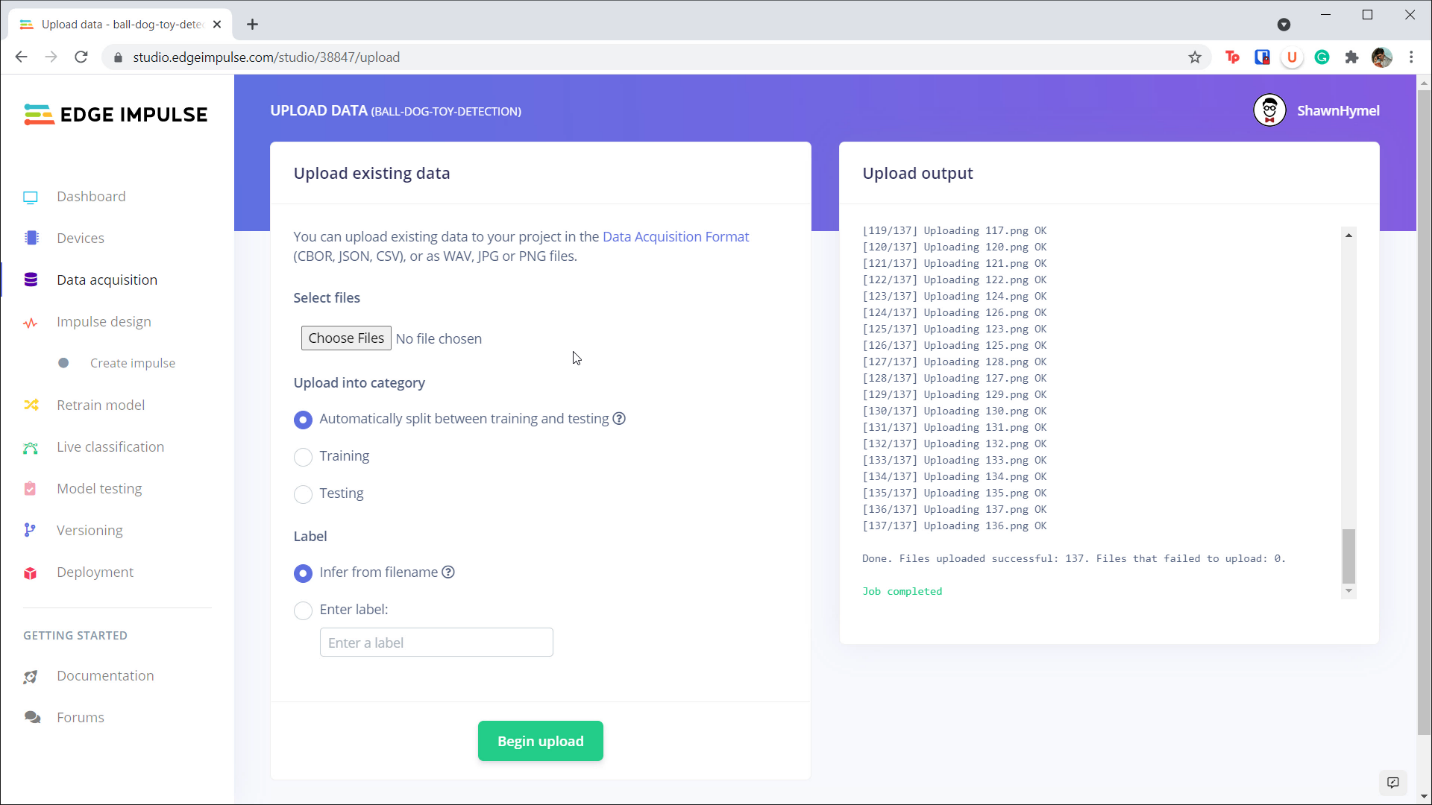 Upload data - ball-dog-toy-dete
studio.edgeimpulse.com/studio/38847/upload
EDGE IMPULSE
Dashboard
Devices
Data acquisition
Impulse design
Create impulse
Retrain model
Live classification
Model testing
Versioning
Deployment
GETTING STARTED
Documentation
Forums
UPLOAD DATA (BALL-DOG-TOY-DETECTION)
ShawnHymel
Upload existing data
You can upload existing data to your project in the Data Acquisition Format
(CBOR, JSON, CSV), or as WAV, JPG or PNG files.
Select files
Choose Files No file chosen
Upload into category
Automatically split between training and testing ?
Training
Testing
Label
Infer from filename ?
Enter label:
Enter a label
Begin upload
Upload output
[119/137] Uploading 117.png OK
[120/137] Uploading 120.png OK
[121/137] Uploading 121.png OK
[122/137] Uploading 122.png OK
[123/137] Uploading 124.png OK
[124/137] Uploading 126.png OK
[125/137] Uploading 123.png OK
[126/137] Uploading 125.png OK
[127/137] Uploading 128.png OK
[128/137] Uploading 127.png OK
[129/137] Uploading 129.png OK
[130/137] Uploading 130.png OK
[131/137] Uploading 131.png OK
[132/137] Uploading 132.png OK
[133/137] Uploading 133.png OK
[134/137] Uploading 134.png OK
[135/137] Uploading 135.png OK
[136/137] Uploading 137.png OK
[137/137] Uploading 136.png OK
Done. Files uploaded successful: 137. Files that failed to upload: 0.
Job completed